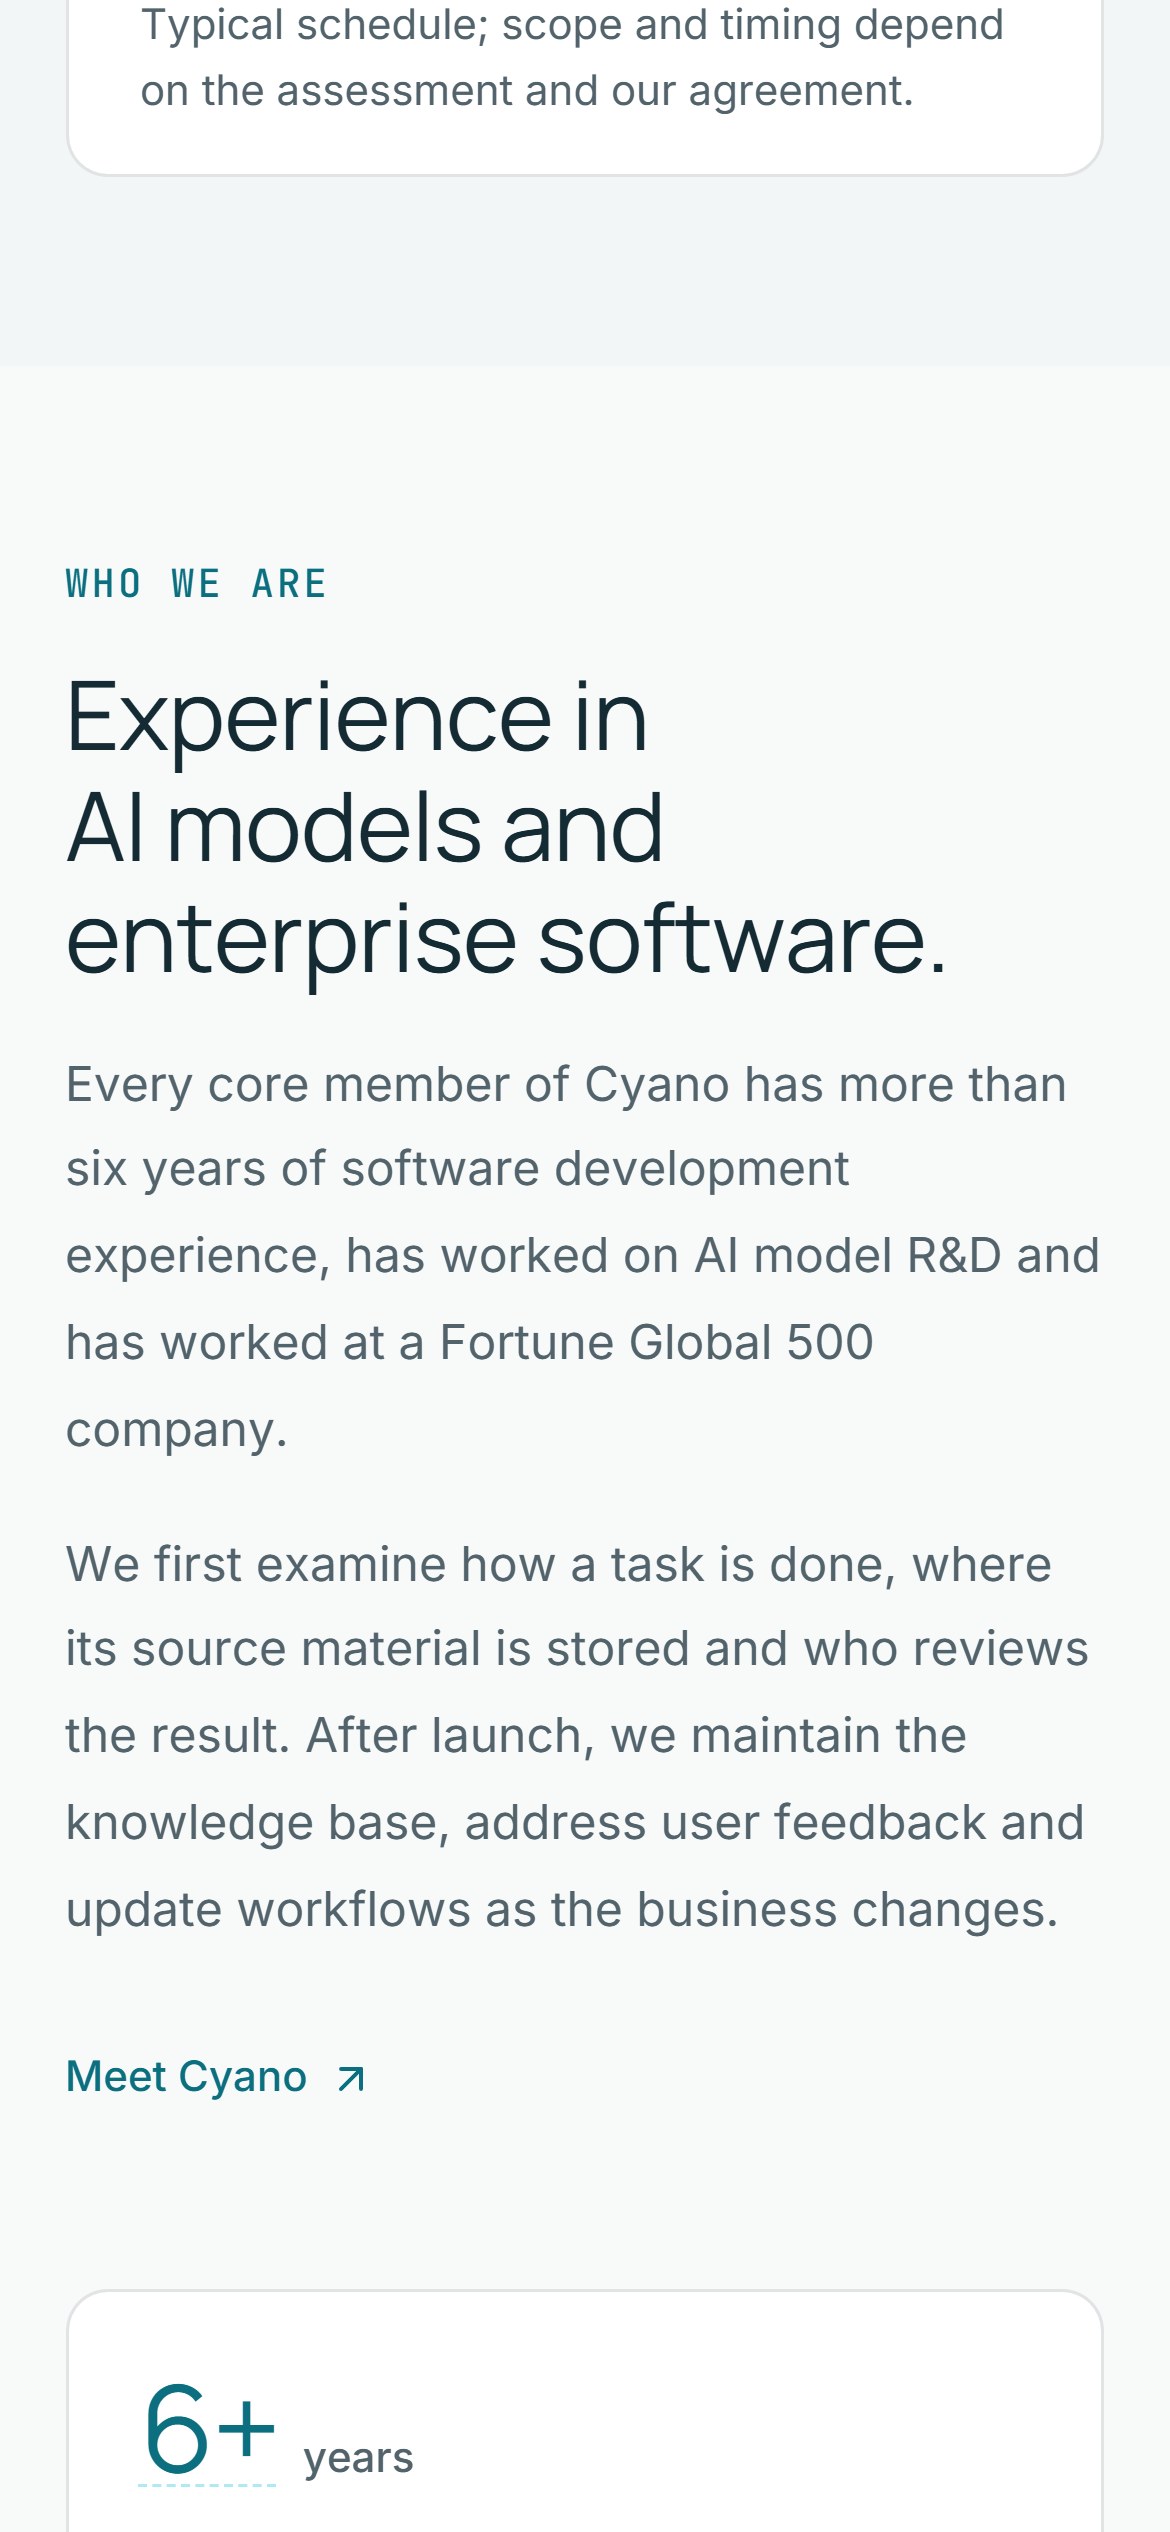 Typical schedule; scope and timing depend
on the assessment and our agreement.
WHO WE ARE
Experience in
AI models and
enterprise software.
Every core member of Cyano has more than
six years of software development
experience, has worked on AI model R&D and
has worked at a Fortune Global 500
company.
We first examine how a task is done, where
its source material is stored and who reviews
the result. After launch, we maintain the
knowledge base, address user feedback and
update workflows as the business changes.
Meet Cyano
6+ years